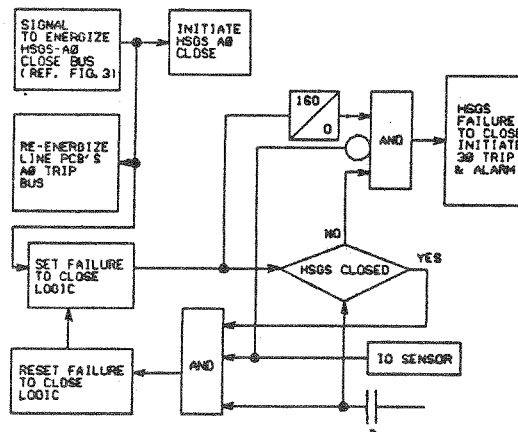 SIGNAL
TO ENERGIZE
HSGS-AØ
CLOSE BUS
(REF. FIG.3)
INITIATE
HSGS AØ
CLOSE
RE-ENERGIZE
LINE PCB'S
AØ TRIP
BUS
160
0
AND
HSGS
FAILURE
TO CLOSE
INITIATE
3Ø TRIP
& ALARM
NO
SET FAILURE
TO CLOSE
LOGIC
HSGS CLOSED
YES
RESET FAILURE
TO CLOSE
LOGIC
AND
IO SENSOR